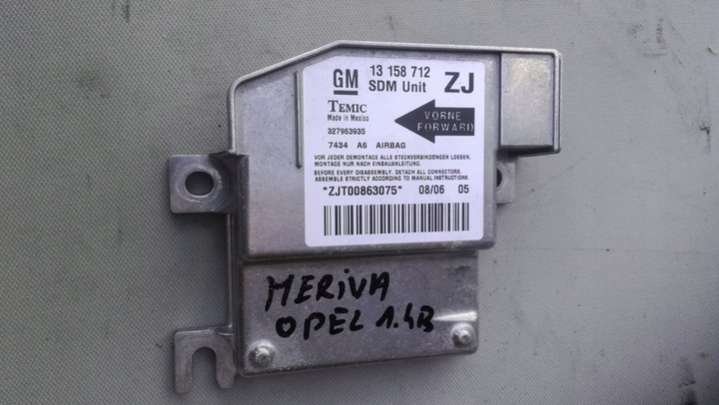 GM 13 158 712 ZJ
SDM Unit
TEMIC
Made in Mexico
VORNE
FORWARD
327963935
7434 A6 AIRBAG
VOR JEDER DEMONTAGE ALLE STECKVERBINDUNGEN LOESEN.
MONTAGE NUR NACH EINBAUANLEITUNG.
BEFORE EVERY DISASSEMBLY, DETACH ALL CONNECTORS.
ASSEMBLE STRICTLY ACCORDING TO MANUAL INSTRUCTIONS.
*ZJT00863075* 08/06 05
MERIVA
OPEL 1.4B